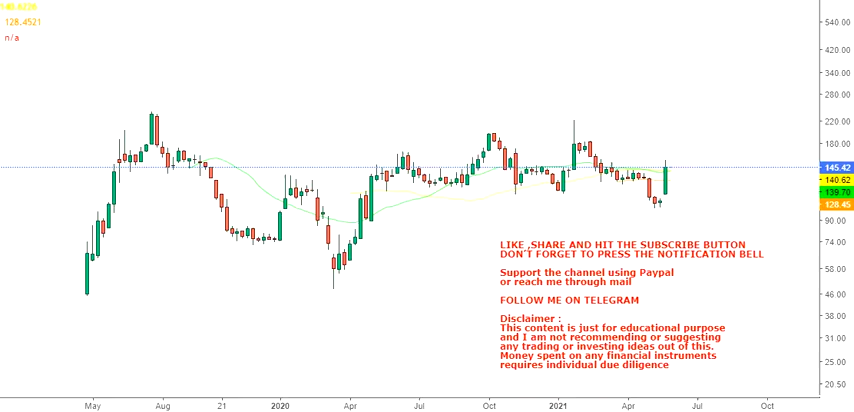 128.4521
n/a
540.00
420.00
340.00
280.00
220.00
180.00
145.42
140.62
139.70
128.45
90.00
74.00
58.00
46.00
38.00
31.00
25.00
20.50
LIKE ,SHARE AND HIT THE SUBSCRIBE BUTTON
DON'T FORGET TO PRESS THE NOTIFICATION BELL
Support the channel using Paypal
or reach me through mail
FOLLOW ME ON TELEGRAM
Disclaimer :
This content is just for educational purpose
and I am not recommending or suggesting
any trading or investing ideas out of this.
Money spent on any financial instruments
requires individual due diligence
May Aug 21 2020 Apr Jul Oct 2021 Apr Jul Oct